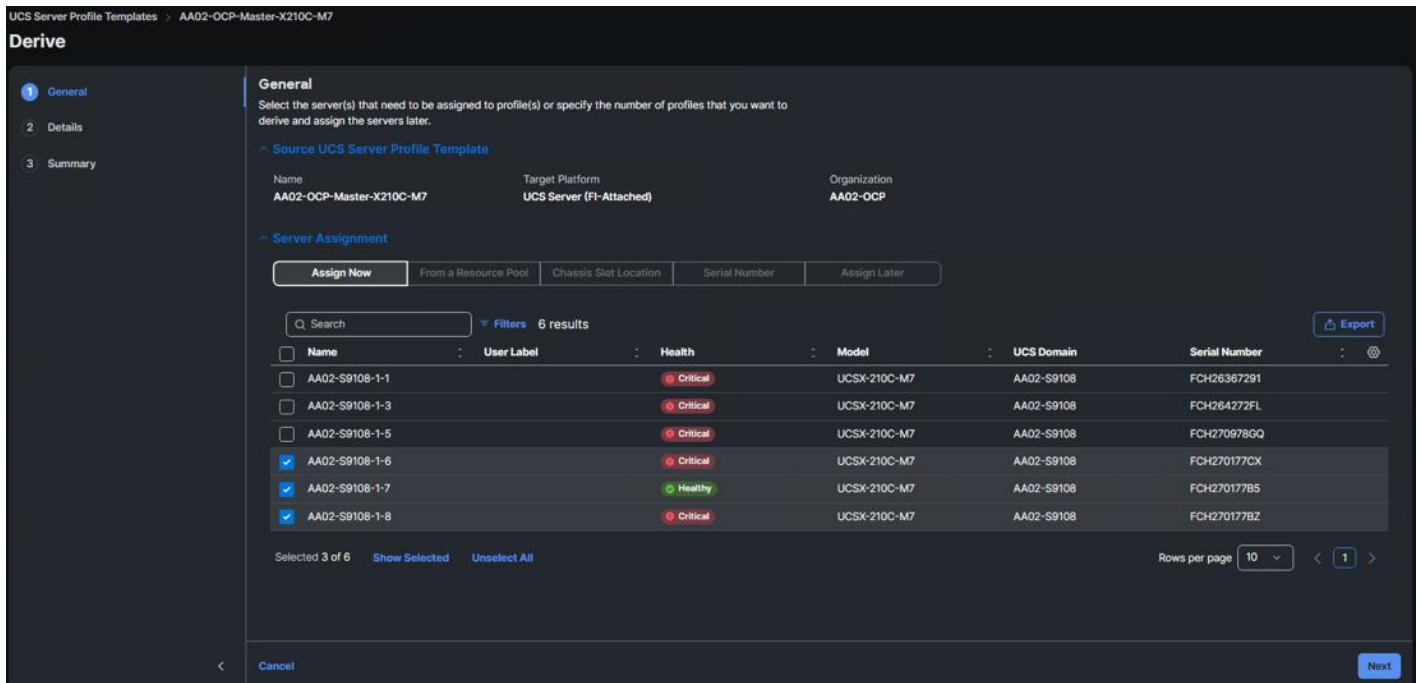 UCS Server Profile Templates > AA02-OCP-Master-X210C-M7
Derive
1 General
2 Details
3 Summary
General
Select the server(s) that need to be assigned to profile(s) or specify the number of profiles that you want to
derive and assign the servers later.
Source UCS Server Profile Template
Name Target Platform Organization
AA02-OCP-Master-X210C-M7 UCS Server (FI-Attached) AA02-OCP
Server Assignment
Assign Now From a Resource Pool Chassis Slot Location Serial Number Assign Later
Search Filters 6 results Export
Name User Label Health Model UCS Domain Serial Number
AA02-S9108-1-1 Critical UCSX-210C-M7 AA02-S9108 FCH26367291
AA02-S9108-1-3 Critical UCSX-210C-M7 AA02-S9108 FCH264272FL
AA02-S9108-1-5 Critical UCSX-210C-M7 AA02-S9108 FCH270978GQ
AA02-S9108-1-6 Critical UCSX-210C-M7 AA02-S9108 FCH270177CX
AA02-S9108-1-7 Healthy UCSX-210C-M7 AA02-S9108 FCH270177B5
AA02-S9108-1-8 Critical UCSX-210C-M7 AA02-S9108 FCH270177BZ
Selected 3 of 6 Show Selected Unselect All Rows per page 10 < 1 >
Cancel Next